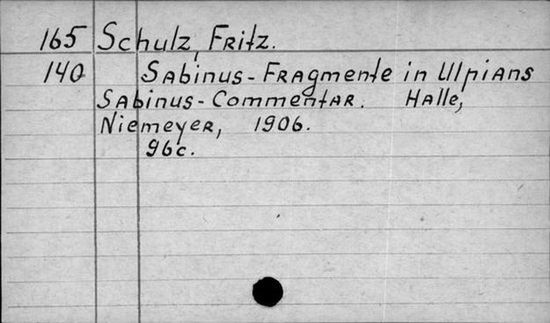 165 Schulz, Fritz.
140 Sabinus-Fragmente in Ulpians
Sabinus-Commentar. Halle,
Niemeyer, 1906.
96c.